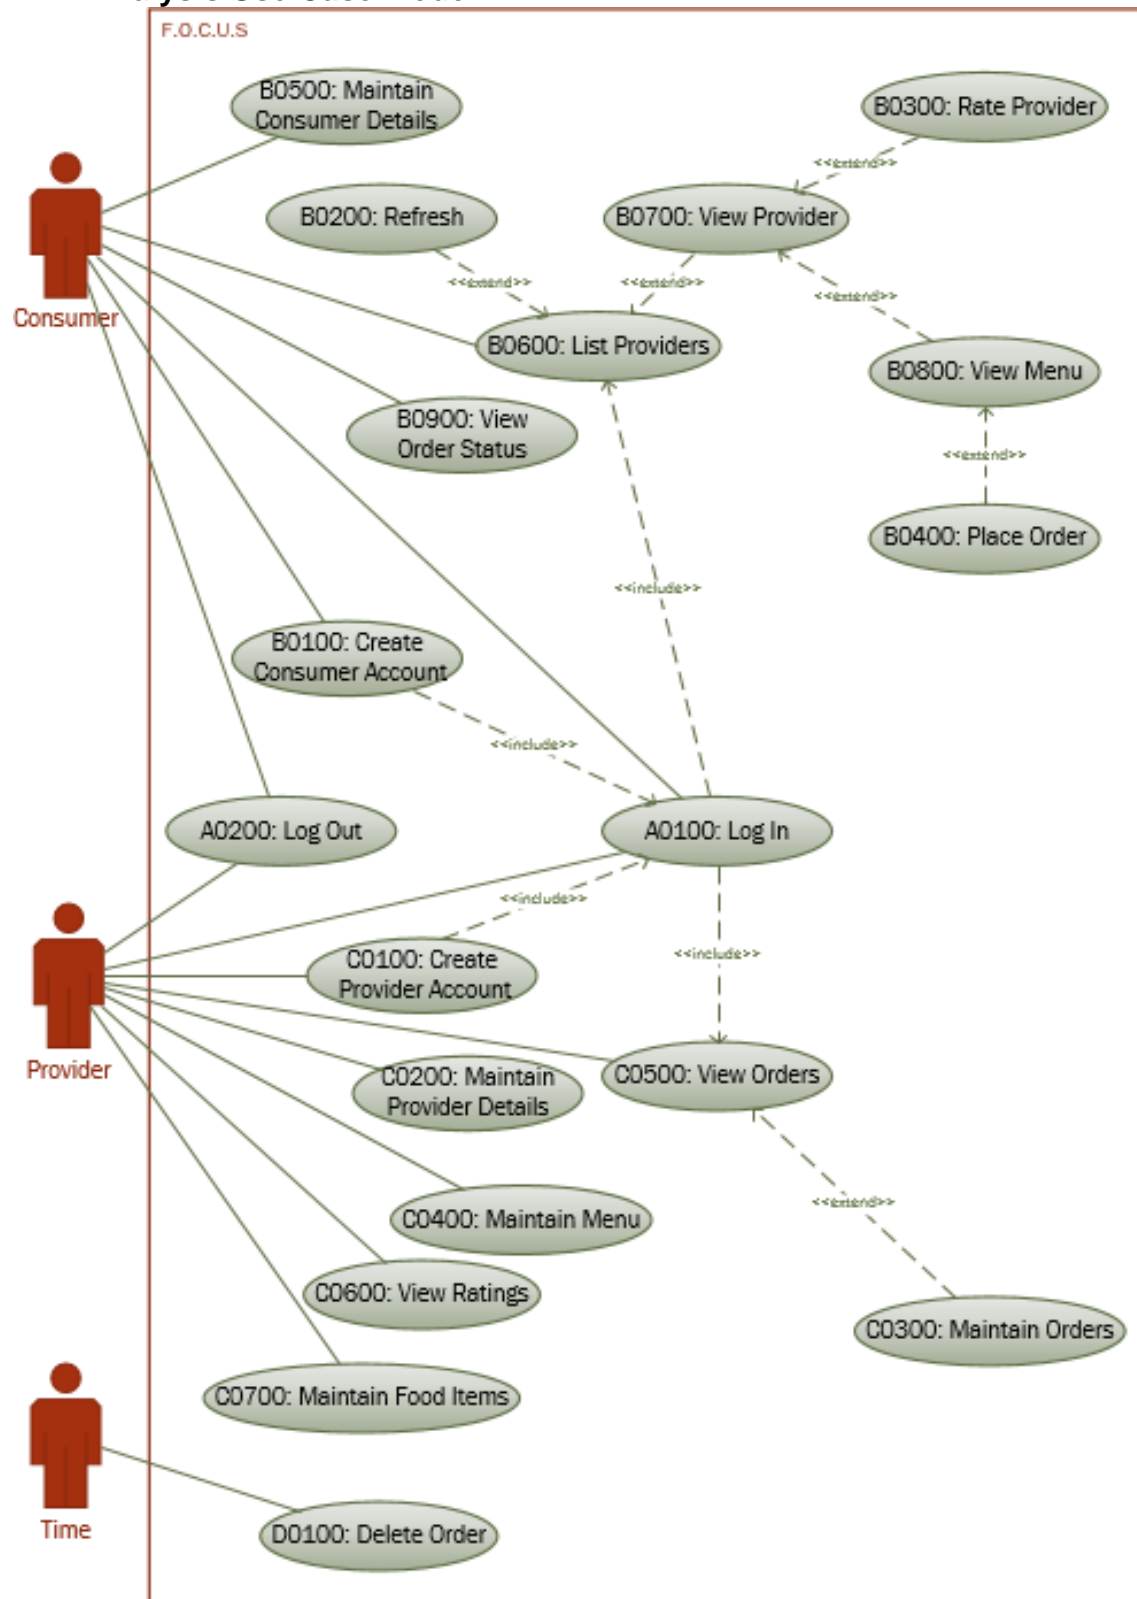 F.O.C.U.S
B0500: Maintain
Consumer Details
B0300: Rate Provider
<<extend>>
B0200: Refresh
B0700: View Provider
<<extend>>
<<extend>>
<<extend>>
Consumer
B0600: List Providers
B0800: View Menu
B0900: View
Order Status
<<extend>>
B0400: Place Order
<<include>>
B0100: Create
Consumer Account
<<include>>
A0200: Log Out
A0100: Log In
<<include>>
C0100: Create
Provider Account
<<include>>
Provider
C0200: Maintain
Provider Details
C0500: View Orders
<<extend>>
C0400: Maintain Menu
C0600: View Ratings
C0300: Maintain Orders
C0700: Maintain Food Items
Time
D0100: Delete Order